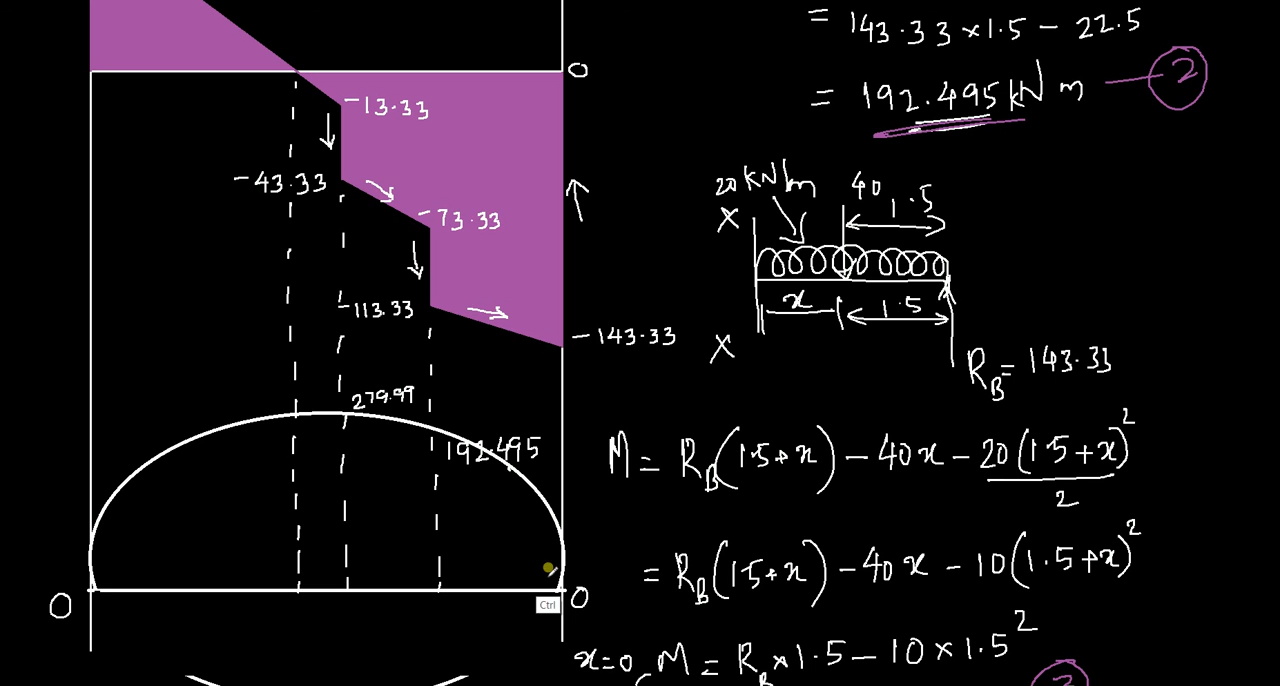 = 143.33×1.5 - 22.5
= 192.495 kN m — 2
0
-13.33
-43.33
-73.33
-113.33
-143.33
279.99
192.495
0
0
Ctrl
20 kN/m
40
1.5
X
x
1.5
X
R_B = 143.33
M = R_B(1.5+x) - 40x - 20(1.5+x)²/2
= R_B(1.5+x) - 40x - 10(1.5+x)²
x=0, M = R_B×1.5 - 10×1.5²